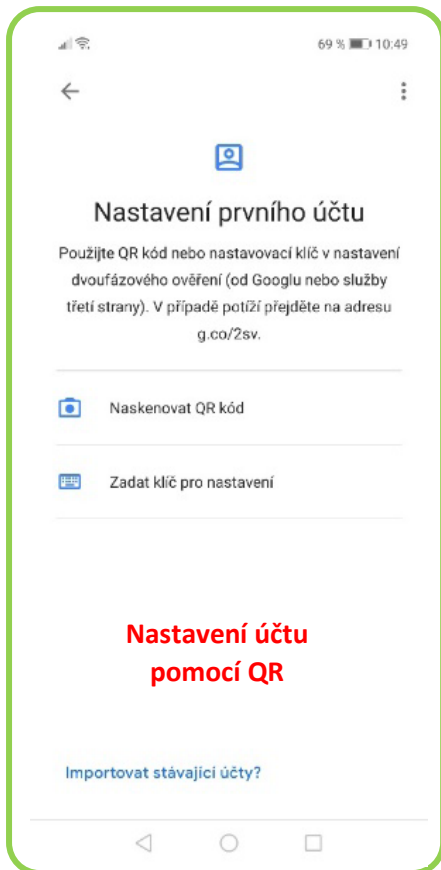 69 % 10:49
Nastavení prvního účtu
Použijte QR kód nebo nastavovací klíč v nastavení
dvoufázového ověření (od Googlu nebo služby
třetí strany). V případě potíží přejděte na adresu
g.co/2sv.
Naskenovat QR kód
Zadat klíč pro nastavení
Nastavení účtu
pomocí QR
Importovat stávající účty?